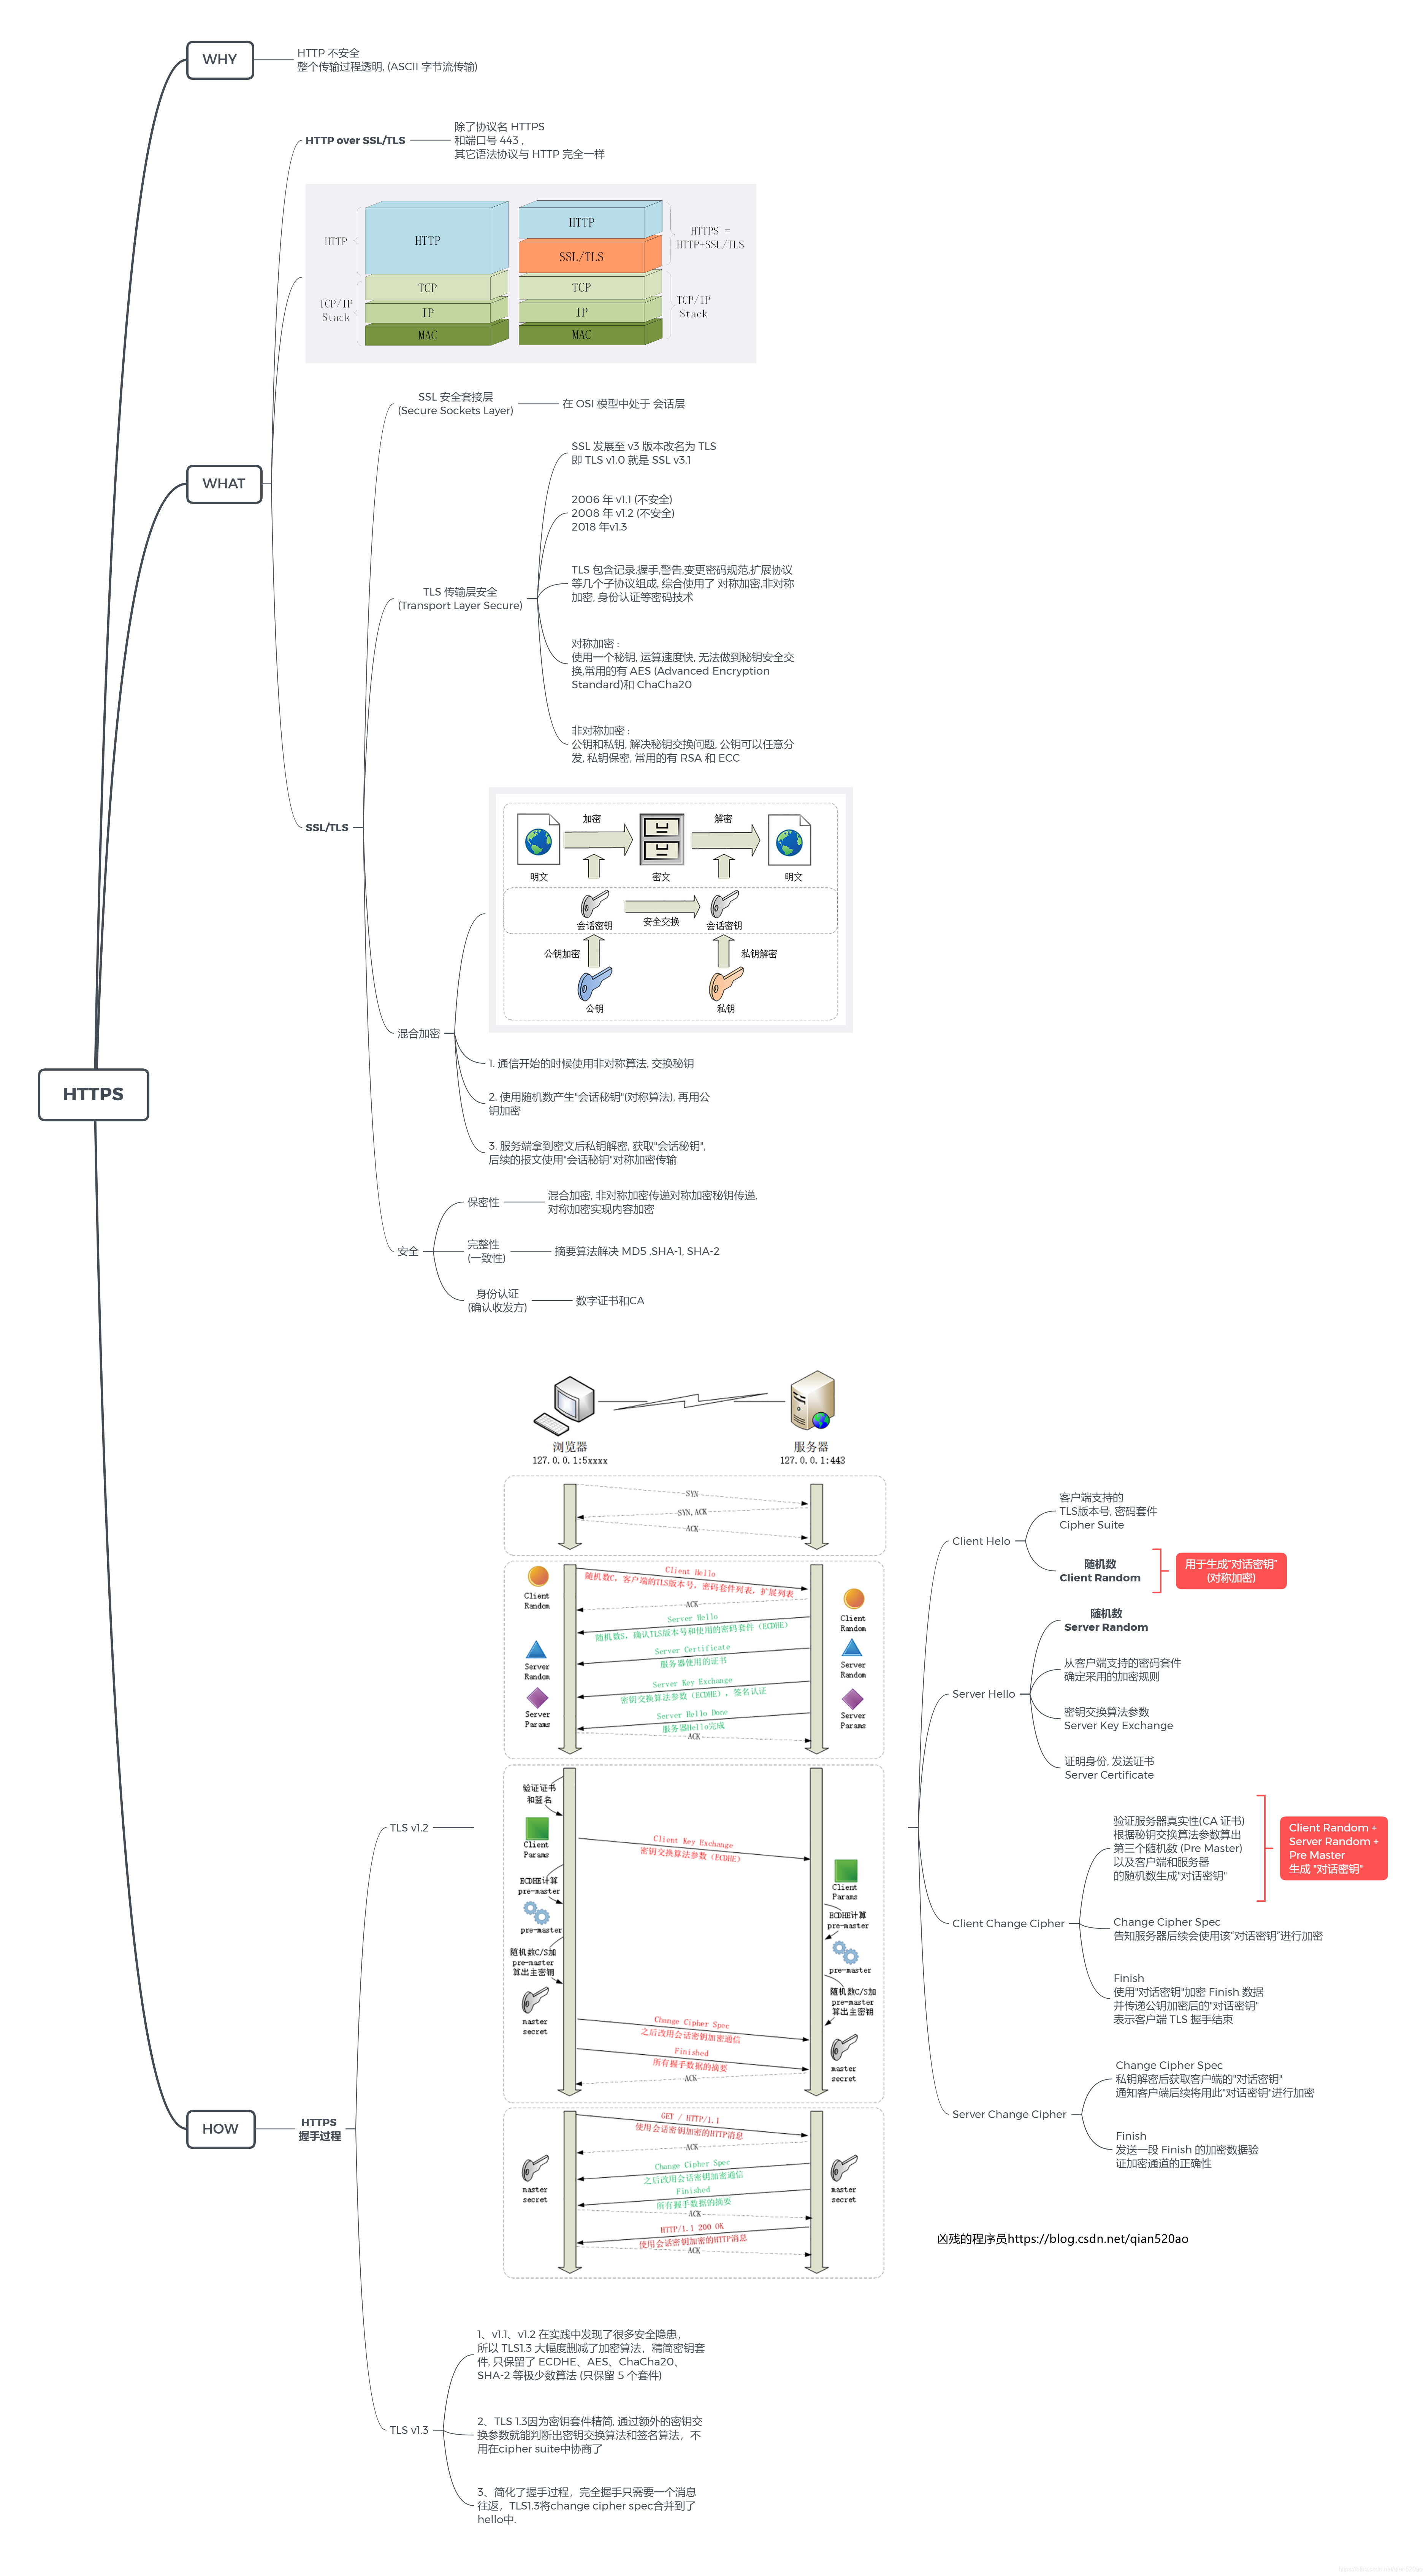 WHY
HTTP 不安全
整个传输过程透明, (ASCII 字节流传输)
HTTP over SSL/TLS
除了协议名 HTTPS
和端口号 443 ,
其它语法协议与 HTTP 完全一样
HTTP
TCP/IP
Stack
HTTP
TCP
IP
MAC
HTTP
SSL/TLS
TCP
IP
MAC
HTTPS =
HTTP+SSL/TLS
TCP/IP
Stack
WHAT
SSL 安全套接层
(Secure Sockets Layer)
在 OSI 模型中处于 会话层
TLS 传输层安全
(Transport Layer Secure)
SSL 发展至 v3 版本改名为 TLS
即 TLS v1.0 就是 SSL v3.1
2006 年 v1.1 (不安全)
2008 年 v1.2 (不安全)
2018 年v1.3
TLS 包含记录,握手,警告,变更密码规范,扩展协议
等几个子协议组成, 综合使用了 对称加密,非对称
加密, 身份认证等密码技术
对称加密 :
使用一个秘钥, 运算速度快, 无法做到秘钥安全交
换,常用的有 AES (Advanced Encryption
Standard)和 ChaCha20
非对称加密 :
公钥和私钥, 解决秘钥交换问题, 公钥可以任意分
发, 私钥保密, 常用的有 RSA 和 ECC
SSL/TLS
加密
解密
明文
密文
明文
会话密钥
安全交换
会话密钥
公钥加密
私钥解密
公钥
私钥
混合加密
1. 通信开始的时候使用非对称算法, 交换秘钥
2. 使用随机数产生"会话秘钥"(对称算法), 再用公
钥加密
3. 服务端拿到密文后私钥解密, 获取"会话秘钥",
后续的报文使用"会话秘钥"对称加密传输
安全
保密性
混合加密, 非对称加密传递对称加密秘钥传递,
对称加密实现内容加密
完整性
(一致性)
摘要算法解决 MD5 ,SHA-1, SHA-2
身份认证
(确认收发方)
数字证书和CA
HTTPS
HOW
HTTPS
握手过程
TLS v1.2
浏览器
127.0.0.1:5xxxx
服务器
127.0.0.1:443
SYN
SYN,ACK
ACK
Client Hello
随机数C, 客户端的TLS版本号, 密码套件列表, 扩展列表
ACK
Server Hello
随机数S, 确认TLS版本号和使用的密码套件 (ECDHE)
Server Certificate
服务器使用的证书
Server Key Exchange
密钥交换算法参数 (ECDHE) , 签名认证
Server Hello Done
服务器Hello完成
ACK
Client
Random
Server
Random
Server
Params
Client
Random
Server
Random
Server
Params
验证证书
和签名
Client
Params
Client Key Exchange
密钥交换算法参数 (ECDHE)
Client
Params
ECDHE计算
pre-master
pre-master
随机数C/S加
pre-master
算出主密钥
master
secret
ECDHE计算
pre-master
pre-master
随机数C/S加
pre-master
算出主密钥
master
secret
Change Cipher Spec
之后改用会话密钥加密通信
Finished
所有握手数据的摘要
ACK
GET / HTTP/1.1
使用会话密钥加密的HTTP消息
ACK
Change Cipher Spec
之后改用会话密钥加密通信
Finished
所有握手数据的摘要
ACK
HTTP/1.1 200 OK
使用会话密钥加密的HTTP消息
ACK
master
secret
master
secret
Client Helo
客户端支持的
TLS版本号, 密码套件
Cipher Suite
随机数
Client Random
用于生成"对话密钥"
(对称加密)
Server Hello
随机数
Server Random
从客户端支持的密码套件
确定采用的加密规则
密钥交换算法参数
Server Key Exchange
证明身份, 发送证书
Server Certificate
Client Change Cipher
验证服务器真实性(CA 证书)
根据秘钥交换算法参数算出
第三个随机数 (Pre Master)
以及客户端和服务器
的随机数生成"对话密钥"
Client Random +
Server Random +
Pre Master
生成 "对话密钥"
Change Cipher Spec
告知服务器后续会使用该"对话密钥"进行加密
Finish
使用"对话密钥"加密 Finish 数据
并传递公钥加密后的"对话密钥"
表示客户端 TLS 握手结束
Server Change Cipher
Change Cipher Spec
私钥解密后获取客户端的"对话密钥"
通知客户端后续将用此"对话密钥"进行加密
Finish
发送一段 Finish 的加密数据验
证加密通道的正确性
凶残的程序员https://blog.csdn.net/qian520ao
TLS v1.3
1、v1.1、v1.2 在实践中发现了很多安全隐患,
所以 TLS1.3 大幅度删减了加密算法，精简密钥套
件, 只保留了 ECDHE、AES、ChaCha20、
SHA-2 等极少数算法 (只保留 5 个套件)
2、TLS 1.3因为密钥套件精简, 通过额外的密钥交
换参数就能判断出密钥交换算法和签名算法，不
用在cipher suite中协商了
3、简化了握手过程，完全握手只需要一个消息
往返，TLS1.3将change cipher spec合并到了
hello中.